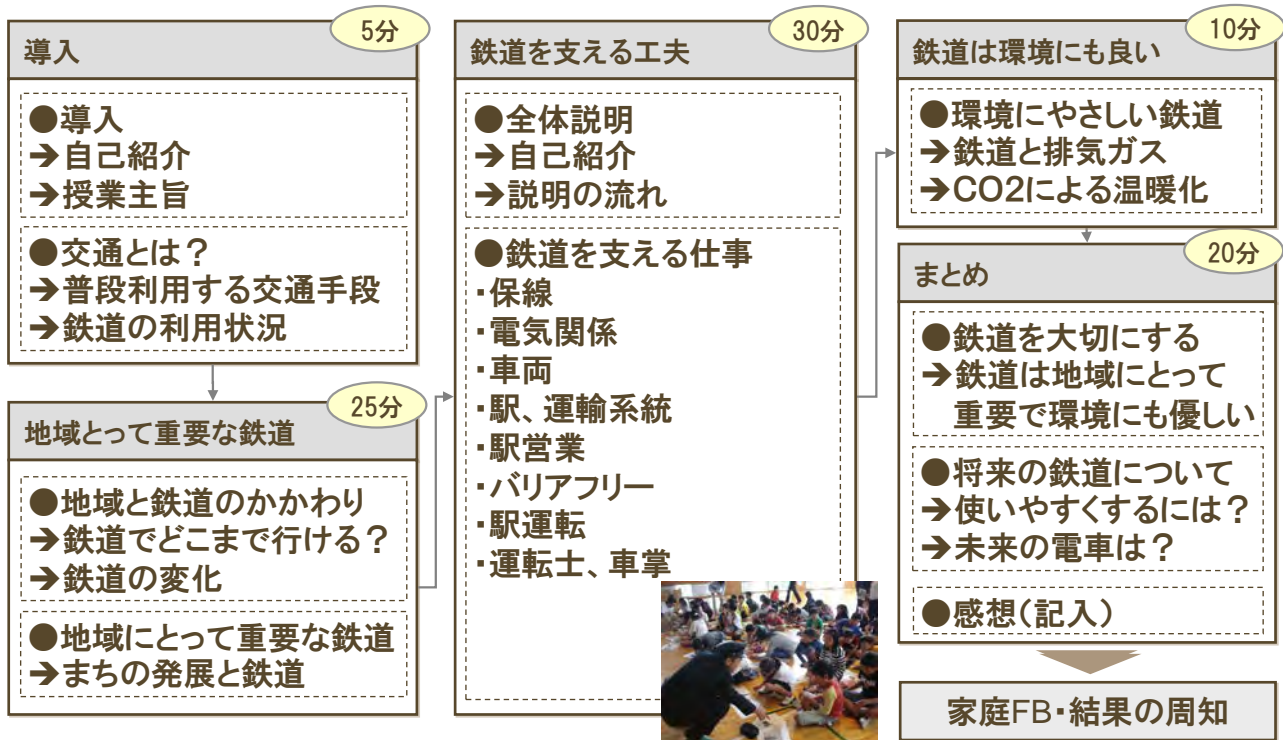 5分
導入
●導入
➔自己紹介
➔授業主旨
●交通とは?
➔普段利用する交通手段
➔鉄道の利用状況
25分
地域とって重要な鉄道
●地域と鉄道のかかわり
➔鉄道でどこまで行ける?
➔鉄道の変化
●地域にとって重要な鉄道
➔まちの発展と鉄道
30分
鉄道を支える工夫
●全体説明
➔自己紹介
➔説明の流れ
●鉄道を支える仕事
・保線
・電気関係
・車両
・駅、運輸系統
・駅営業
・バリアフリー
・駅運転
・運転士、車掌
10分
鉄道は環境にも良い
●環境にやさしい鉄道
➔鉄道と排気ガス
➔CO2による温暖化
20分
まとめ
●鉄道を大切にする
➔鉄道は地域にとって
重要で環境にも優しい
●将来の鉄道について
➔使いやすくするには?
➔未来の電車は?
●感想(記入)
家庭FB・結果の周知